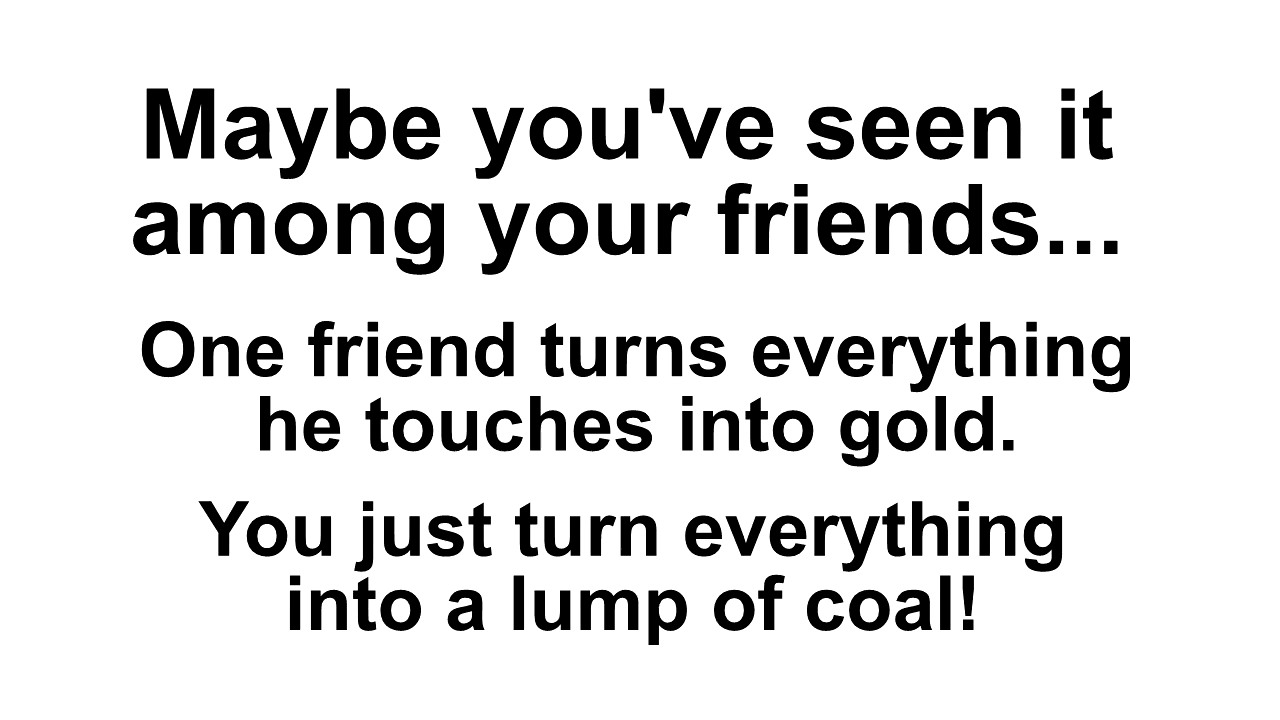 Maybe you've seen it
among your friends...
One friend turns everything
he touches into gold.
You just turn everything
into a lump of coal!